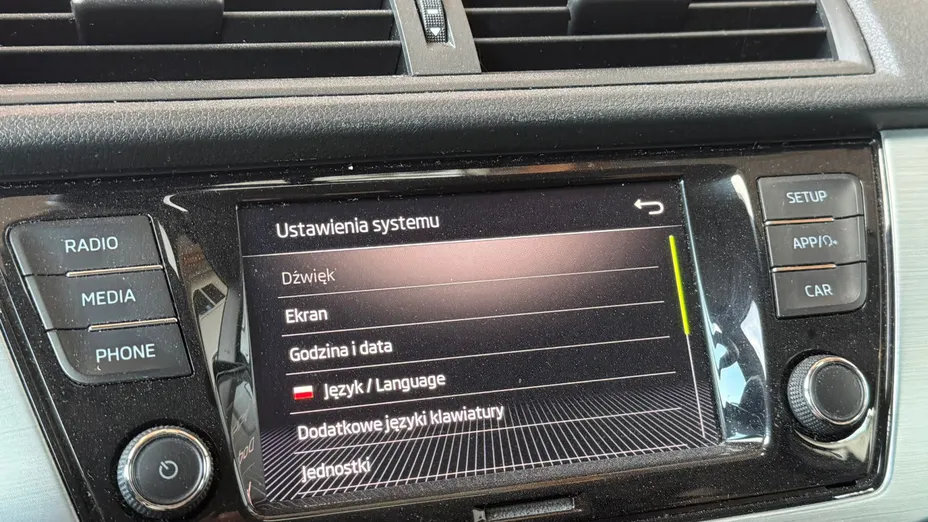 RADIO
MEDIA
PHONE
Ustawienia systemu
Dźwięk
Ekran
Godzina i data
Język / Language
Dodatkowe języki klawiatury
Jednostki
SETUP
APP/
CAR